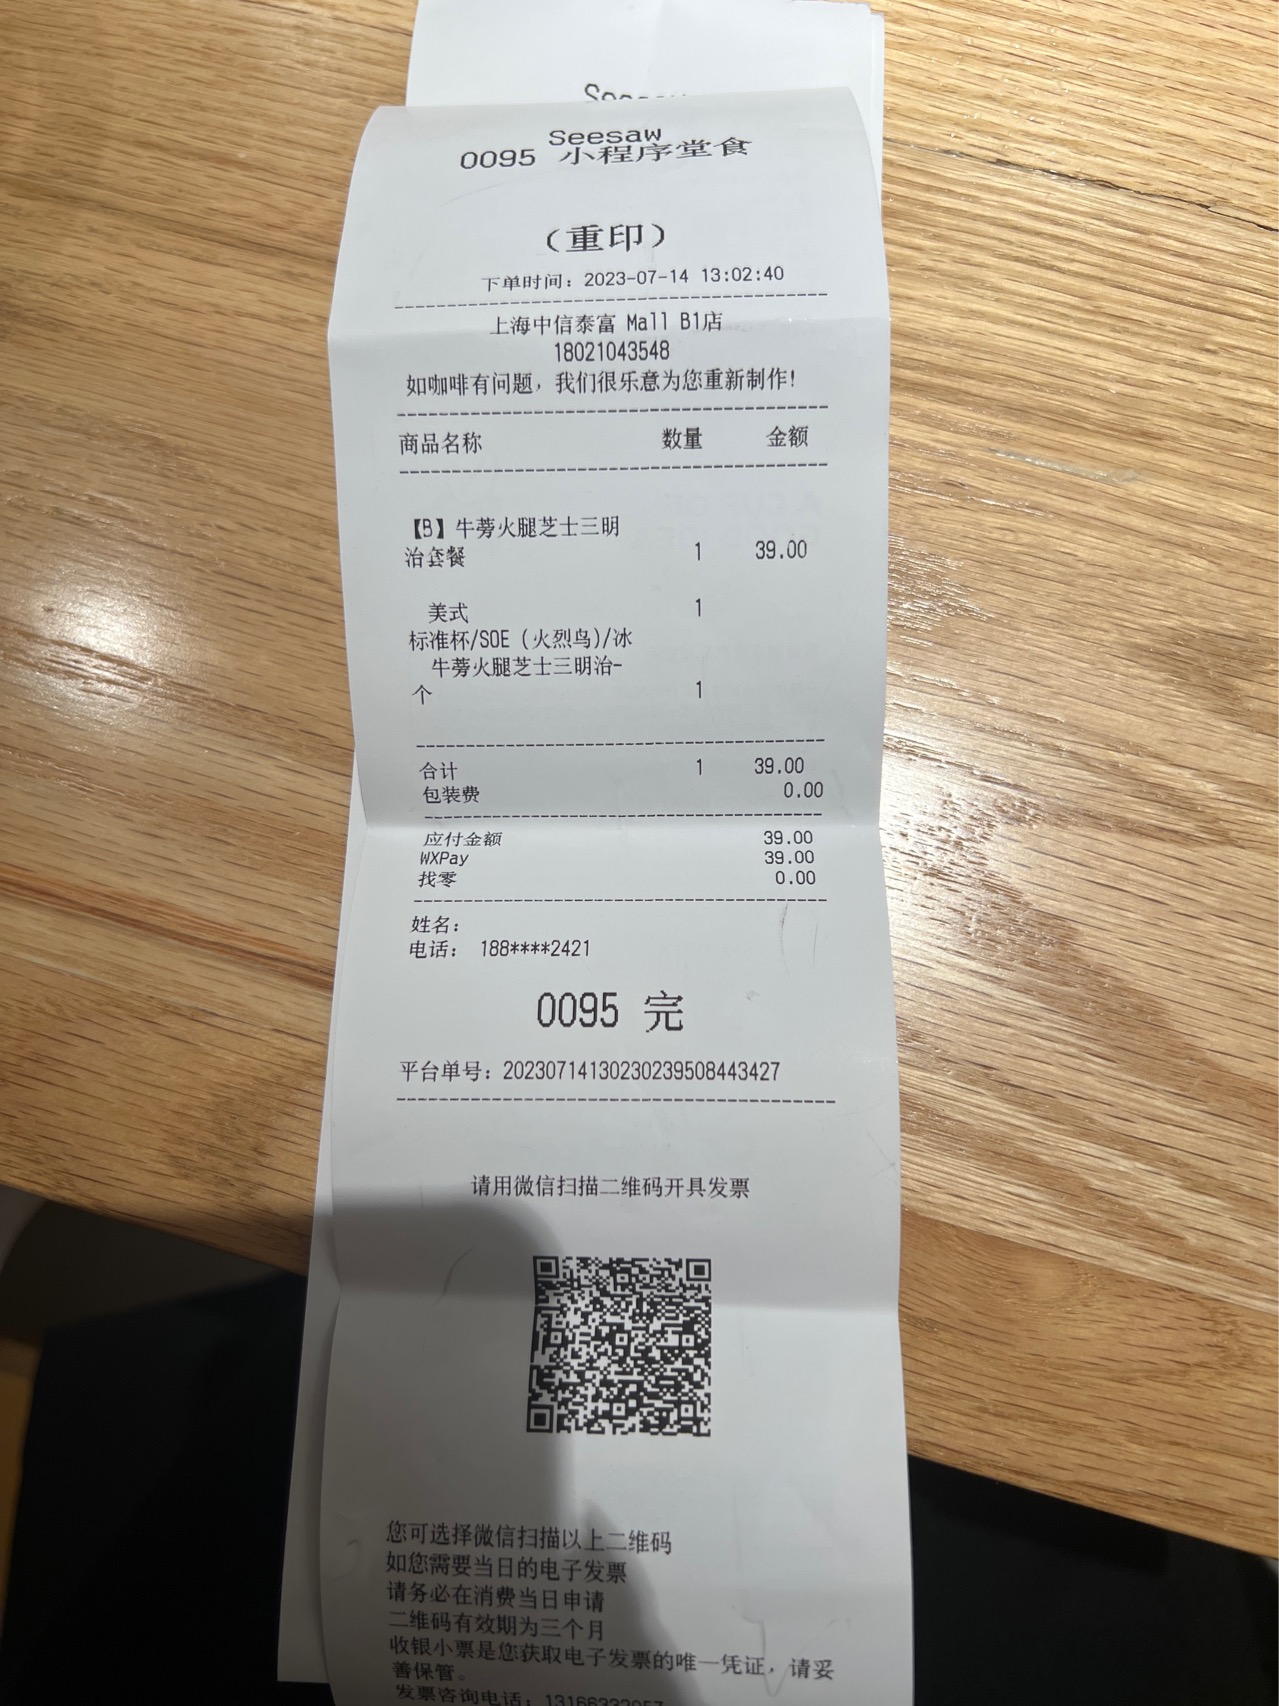 Seesaw
0095 小程序堂食
(重印)
下单时间：2023-07-14 13:02:40
上海中信泰富 Mall B1店
18021043548
如咖啡有问题，我们很乐意为您重新制作！
商品名称 数量 金额
【B】牛蒡火腿芝士三明
治套餐 1 39.00
美式 1
标准杯/SOE（火烈鸟)/冰
牛蒡火腿芝士三明治-
个 1
合计 1 39.00
包装费 0.00
应付金额 39.00
WXPay 39.00
找零 0.00
姓名：
电话： 188****2421
0095 完
平台单号：20230714130230239508443427
请用微信扫描二维码开具发票
您可选择微信扫描以上二维码
如您需要当日的电子发票
请务必在消费当日申请
二维码有效期为三个月
收银小票是您获取电子发票的唯一凭证，请妥
善保管。
发票咨询电话：